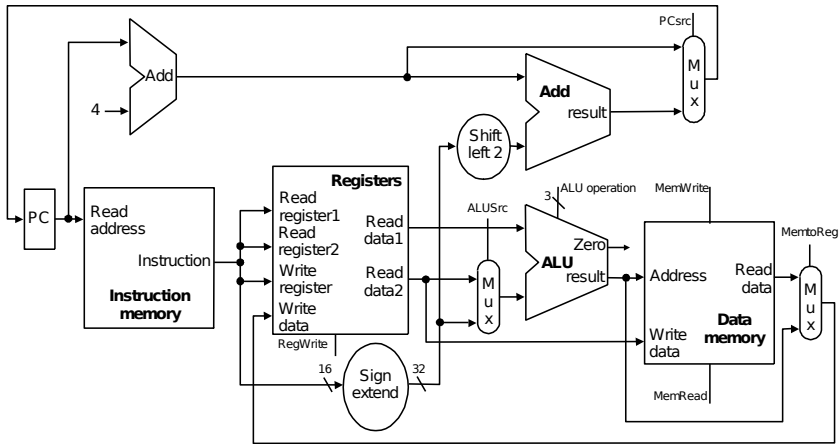 PCsrc
Add
M
u
x
4
Add
result
Shift
left 2
PC
Read
address
Instruction
Instruction
memory
Registers
Read
register1
Read
register2
Write
register
Write
data
Read
data1
Read
data2
RegWrite
16
Sign
extend
32
ALUSrc
M
u
x
3
ALU operation
Zero
ALU
result
MemWrite
Address
Read
data
Write
data
Data
memory
MemRead
MemtoReg
M
u
x